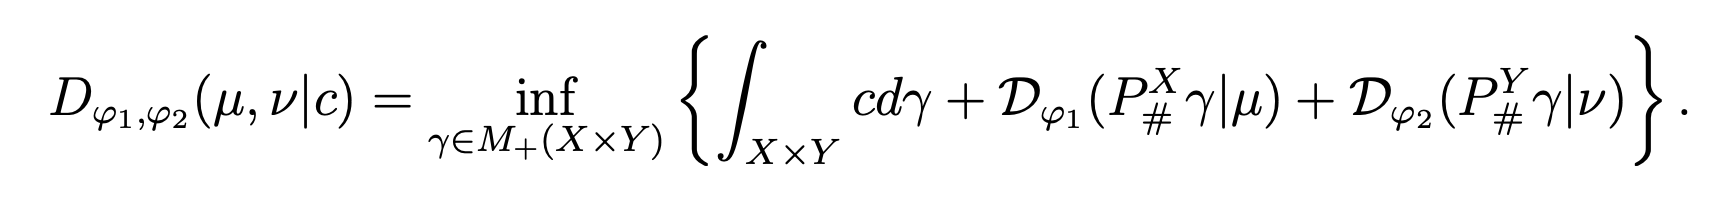 $$D_{\varphi_1,\varphi_2}(\mu,\nu|c) = \inf_{\gamma \in M_+(X \times Y)} \left\{ \int_{X \times Y} c d\gamma + \mathcal{D}_{\varphi_1}(P^X_\# \gamma|\mu) + \mathcal{D}_{\varphi_2}(P^Y_\# \gamma|\nu) \right\}.$$